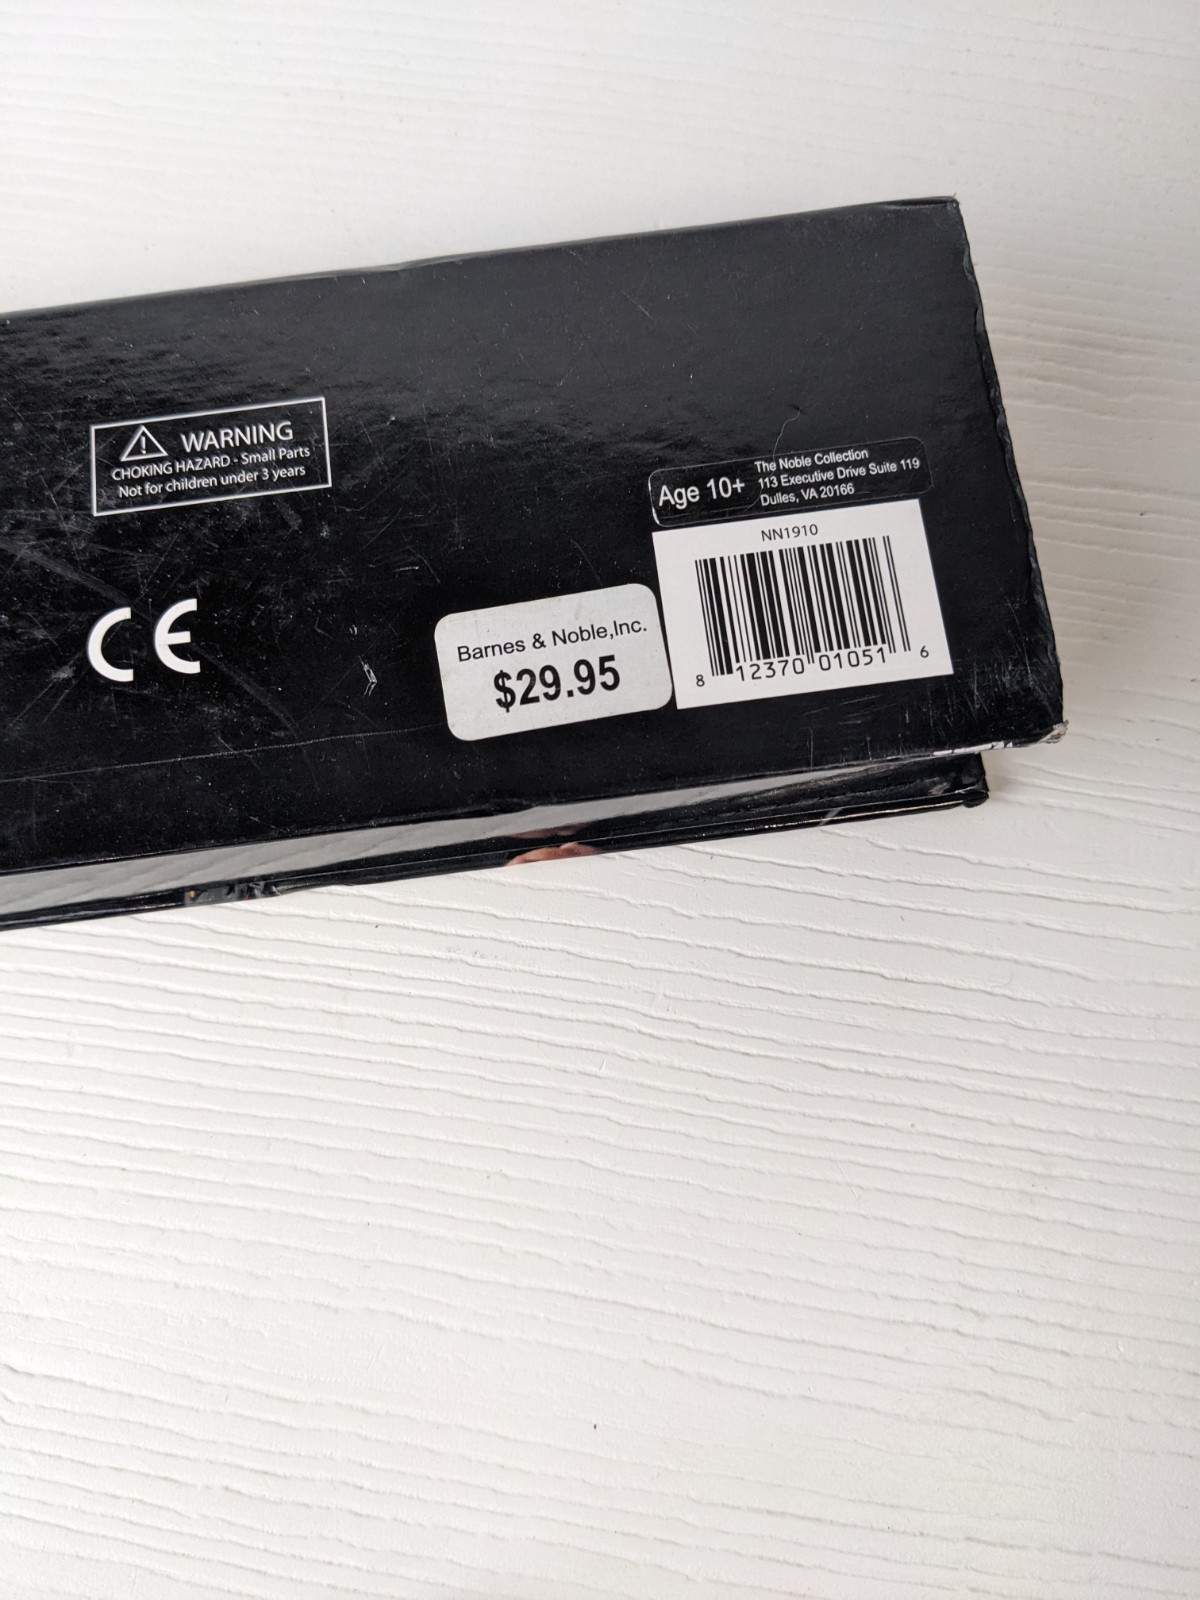 WARNING
CHOKING HAZARD - Small Parts
Not for children under 3 years
CE
Age 10+
The Noble Collection
113 Executive Drive Suite 119
Dulles, VA 20166
NN1910
8 12370 01051 6
Barnes & Noble,Inc.
$29.95